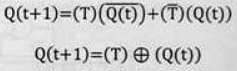 Q(t+1)=(T)(Q̅(̅t̅)̅)+(T̅)(Q(t))
Q(t+1)=(T) ⊕ (Q(t))